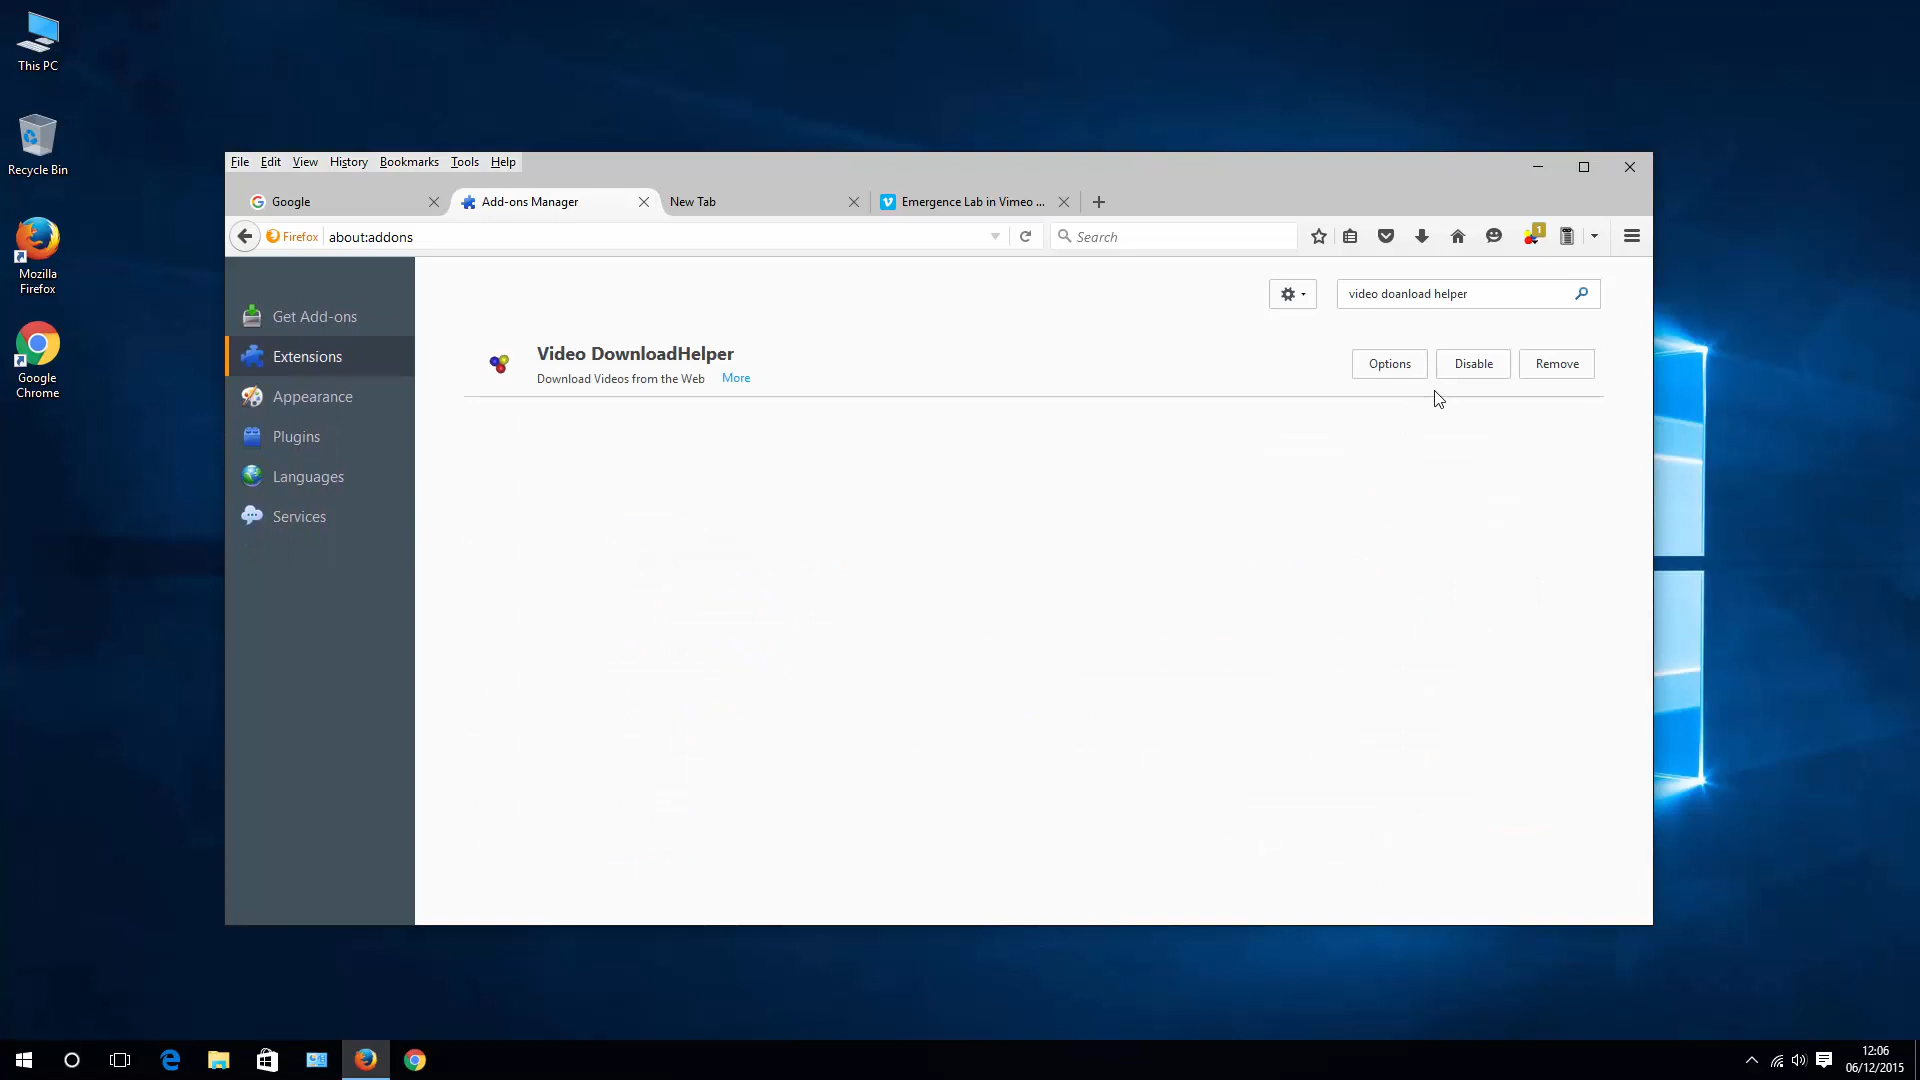 This PC
Recycle Bin
Mozilla
Firefox
Google
Chrome
File Edit View History Bookmarks Tools Help
Google
Add-ons Manager
New Tab
Emergence Lab in Vimeo ...
Firefox
about:addons
Search
1
Get Add-ons
Extensions
Appearance
Plugins
Languages
Services
video doanload helper
Video DownloadHelper
Download Videos from the Web More
Options
Disable
Remove
12:06
06/12/2015